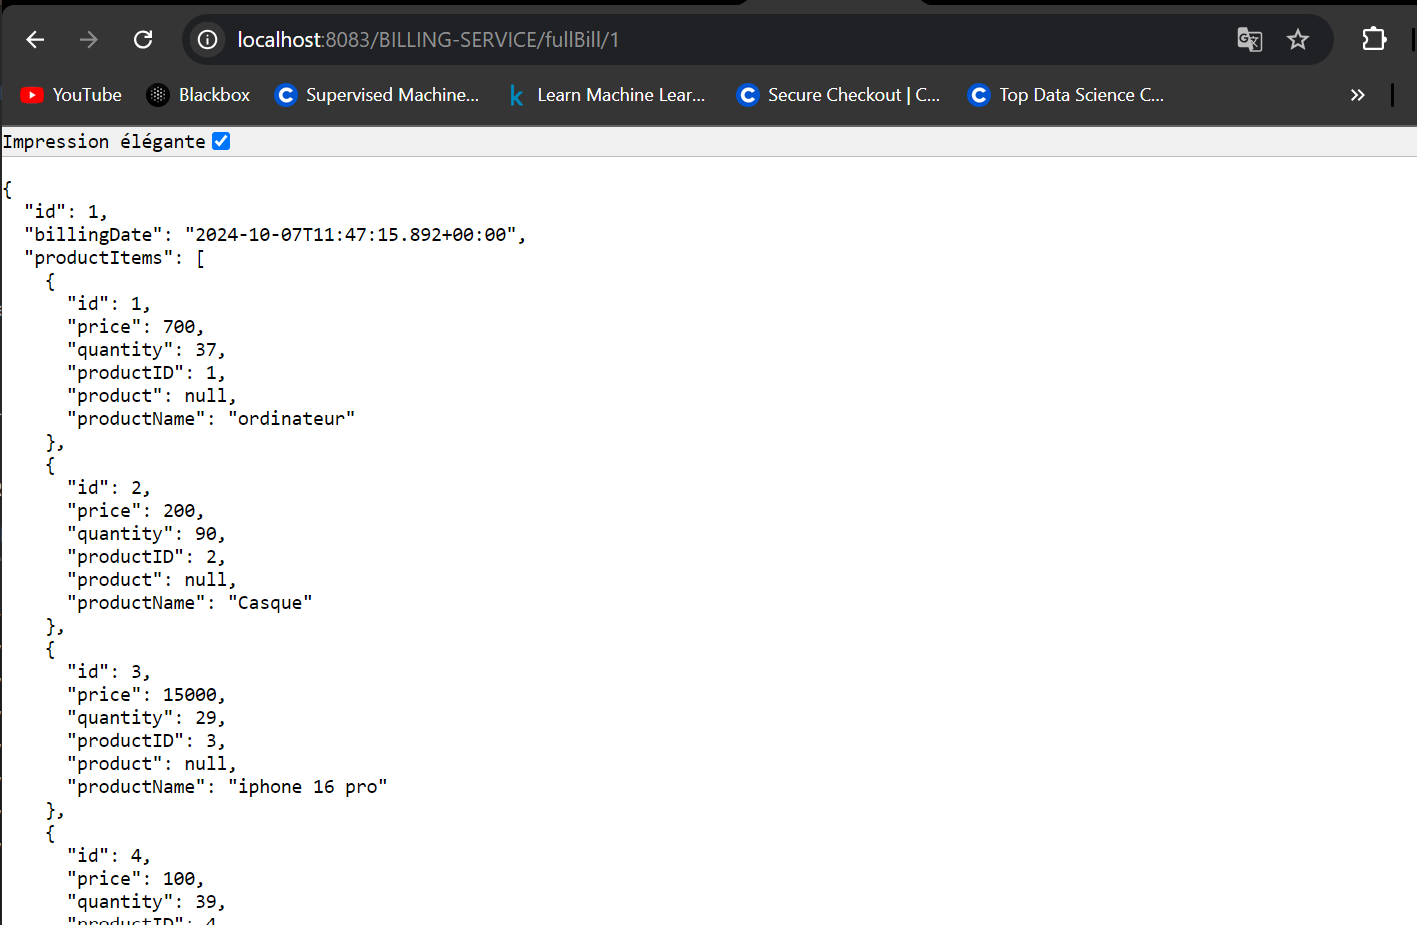 localhost:8083/BILLING-SERVICE/fullBill/1
YouTube Blackbox Supervised Machine... Learn Machine Lear... Secure Checkout | C... Top Data Science C...
Impression élégante
{
"id": 1,
"billingDate": "2024-10-07T11:47:15.892+00:00",
"productItems": [
{
"id": 1,
"price": 700,
"quantity": 37,
"productID": 1,
"product": null,
"productName": "ordinateur"
},
{
"id": 2,
"price": 200,
"quantity": 90,
"productID": 2,
"product": null,
"productName": "Casque"
},
{
"id": 3,
"price": 15000,
"quantity": 29,
"productID": 3,
"product": null,
"productName": "iphone 16 pro"
},
{
"id": 4,
"price": 100,
"quantity": 39,
"productID": 4